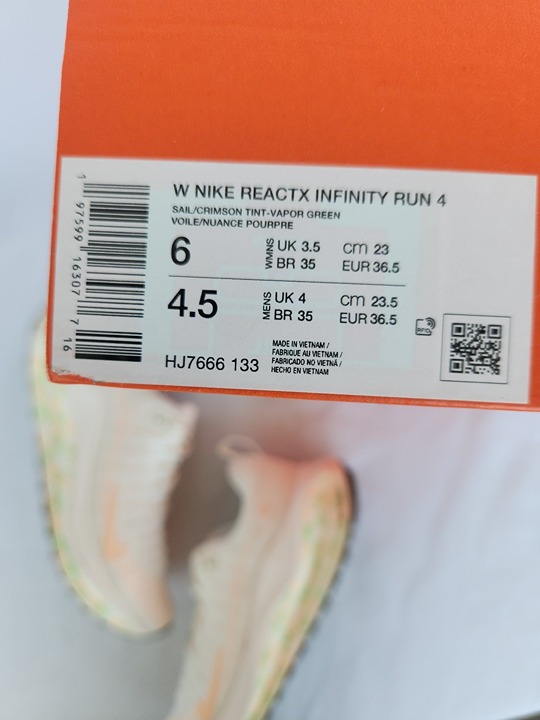 W NIKE REACTX INFINITY RUN 4
SAIL/CRIMSON TINT-VAPOR GREEN
VOILE/NUANCE POURPRE
6 WMNS UK 3.5 cm 23
BR 35 EUR 36.5
4.5 MENS UK 4 cm 23.5
BR 35 EUR 36.5
HJ7666 133
MADE IN VIETNAM /
FABRIQUE AU VIETNAM /
FABRICADO NO VIETNÃ /
HECHO EN VIETNAM
RFID
1 97599 16307 7 16